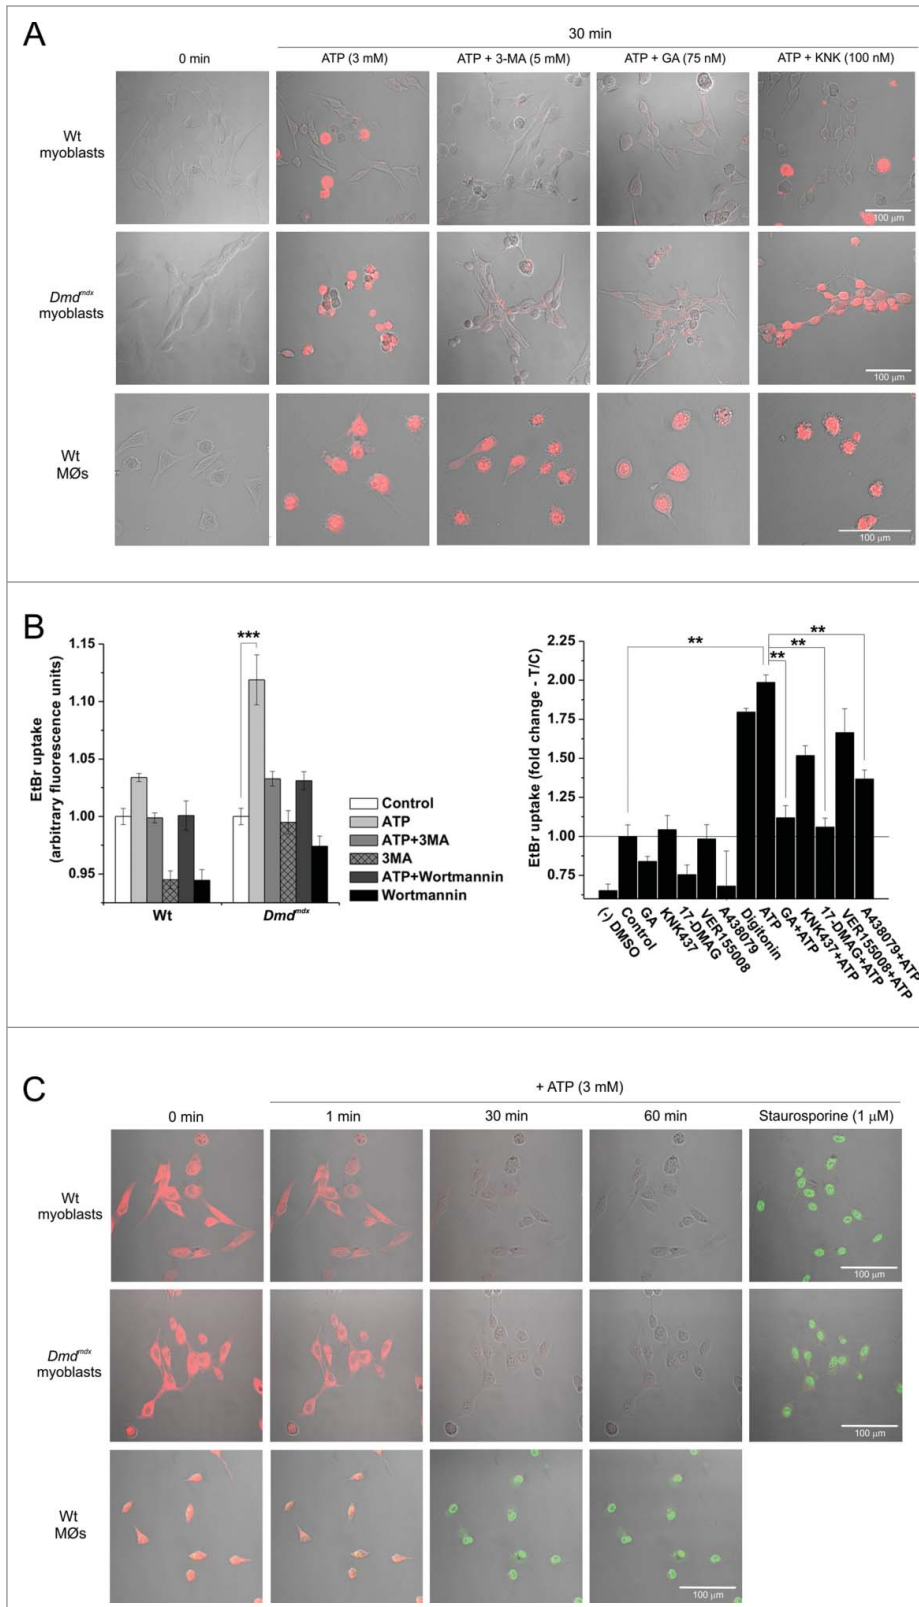 A
30 min
0 min
ATP (3 mM)
ATP + 3-MA (5 mM)
ATP + GA (75 nM)
ATP + KNK (100 nM)
Wt
myoblasts
100 µm
Dmdmdx
myoblasts
100 µm
Wt
MØs
100 µm
B
EtBr uptake
(arbitrary fluorescence units)
1.15
1.10
1.05
1.00
0.95
***
Wt
Dmdmdx
Control
ATP
ATP+3MA
3MA
ATP+Wortmannin
Wortmannin
EtBr uptake (fold change - T/C)
2.25
2.00
1.75
1.50
1.25
1.00
0.75
**
**
**
**
(-) DMSO
Control
GA
KNK437
17-DMAG
VER155008
A438079
Digitonin
ATP
GA+ATP
KNK437+ATP
17-DMAG+ATP
VER155008+ATP
A438079+ATP
C
+ ATP (3 mM)
0 min
1 min
30 min
60 min
Staurosporine (1 µM)
Wt
myoblasts
100 µm
Dmdmdx
myoblasts
100 µm
Wt
MØs
100 µm